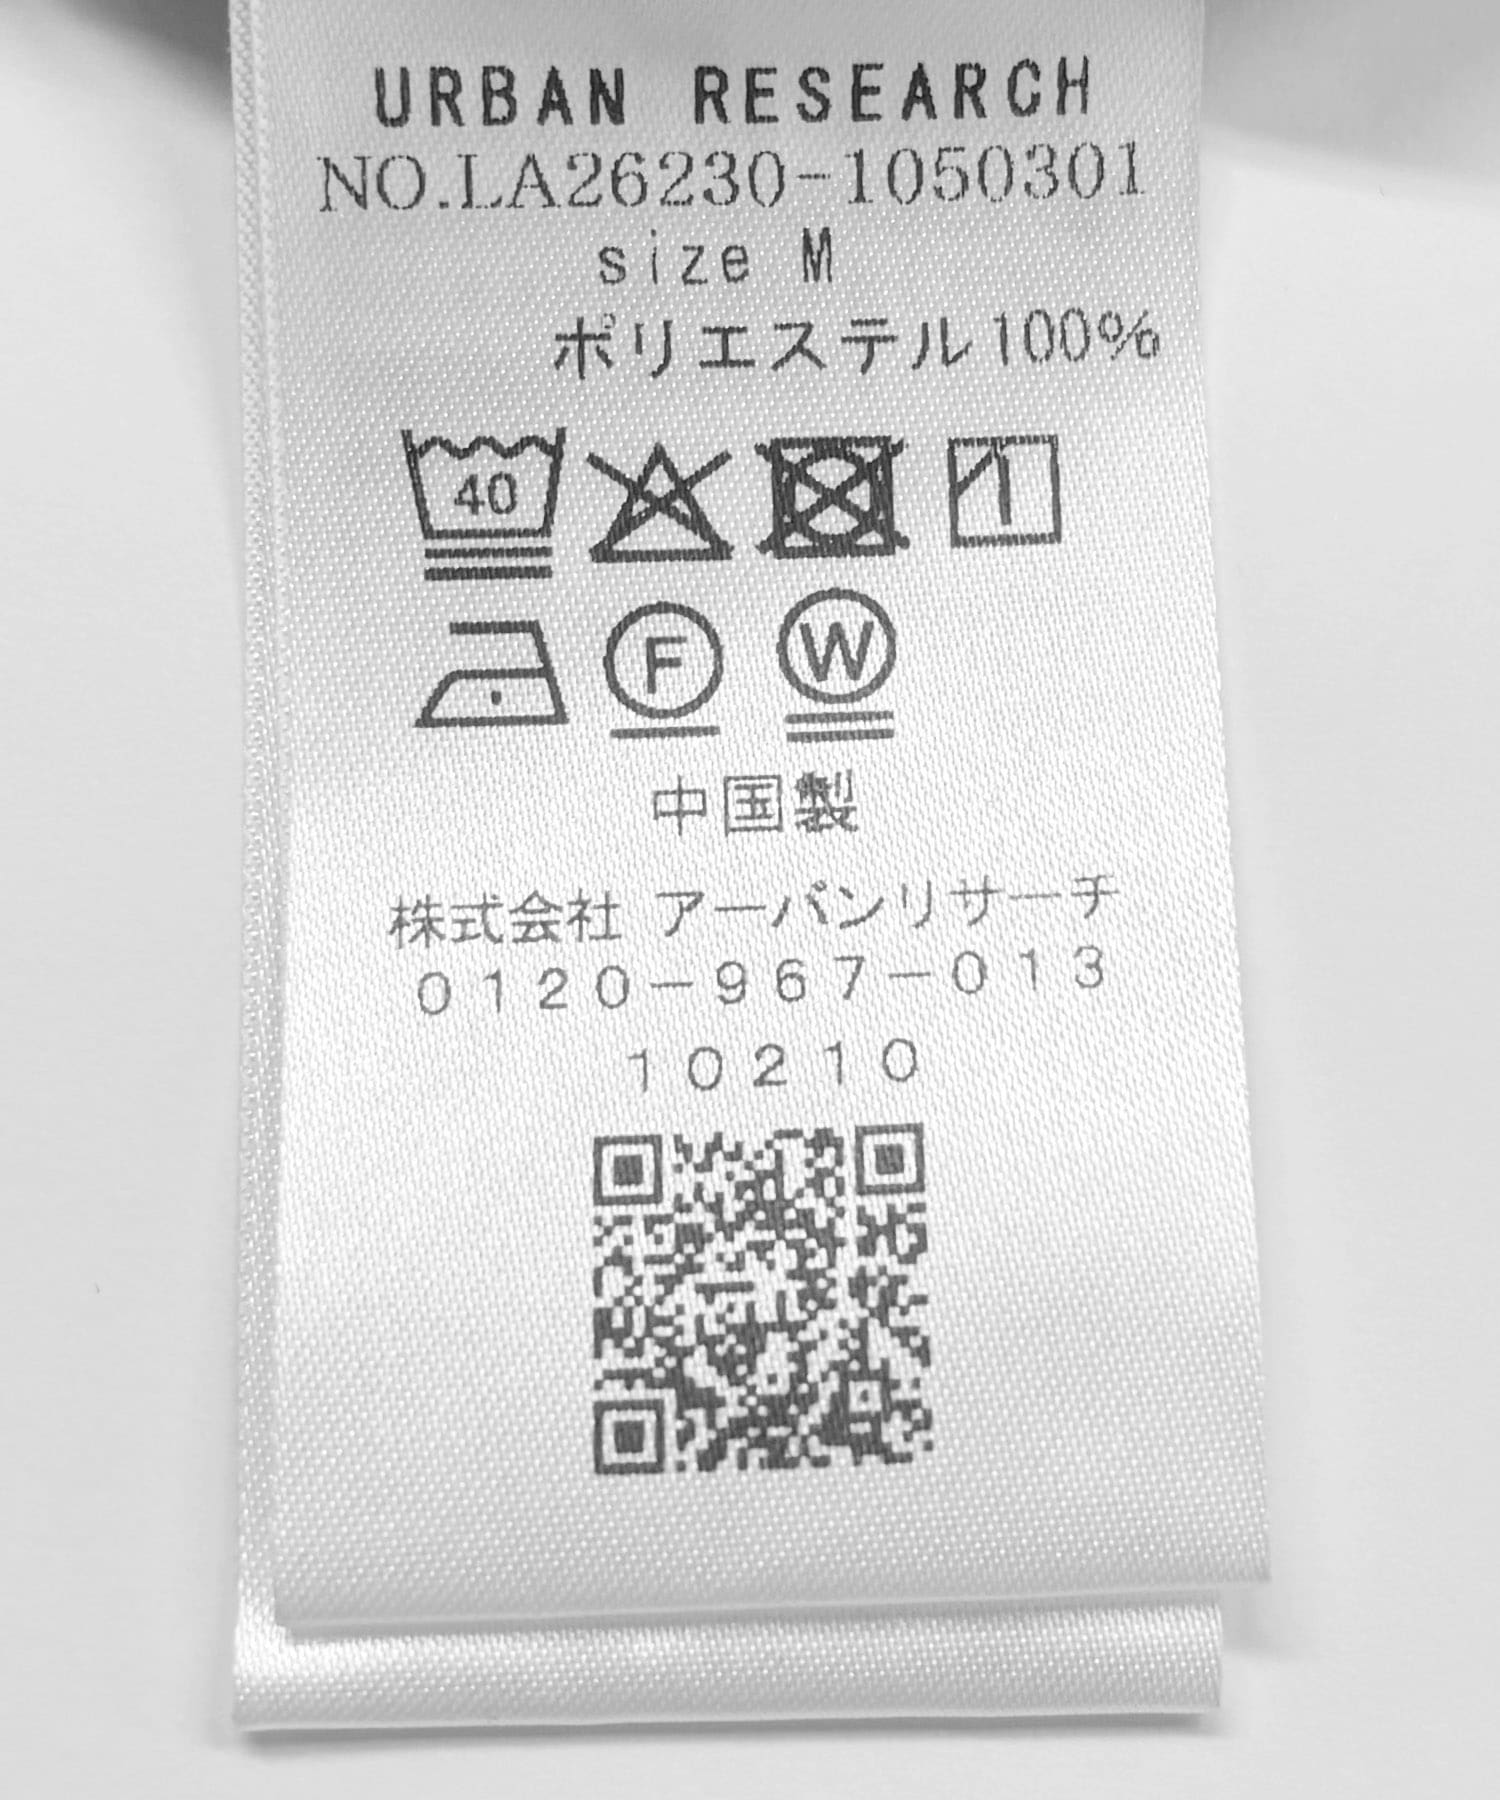 URBAN RESEARCH
NO.LA26230-1050301
size M
ポリエステル100%
40
F
W
中国製
株式会社 アーバンリサーチ
0120-967-013
10210